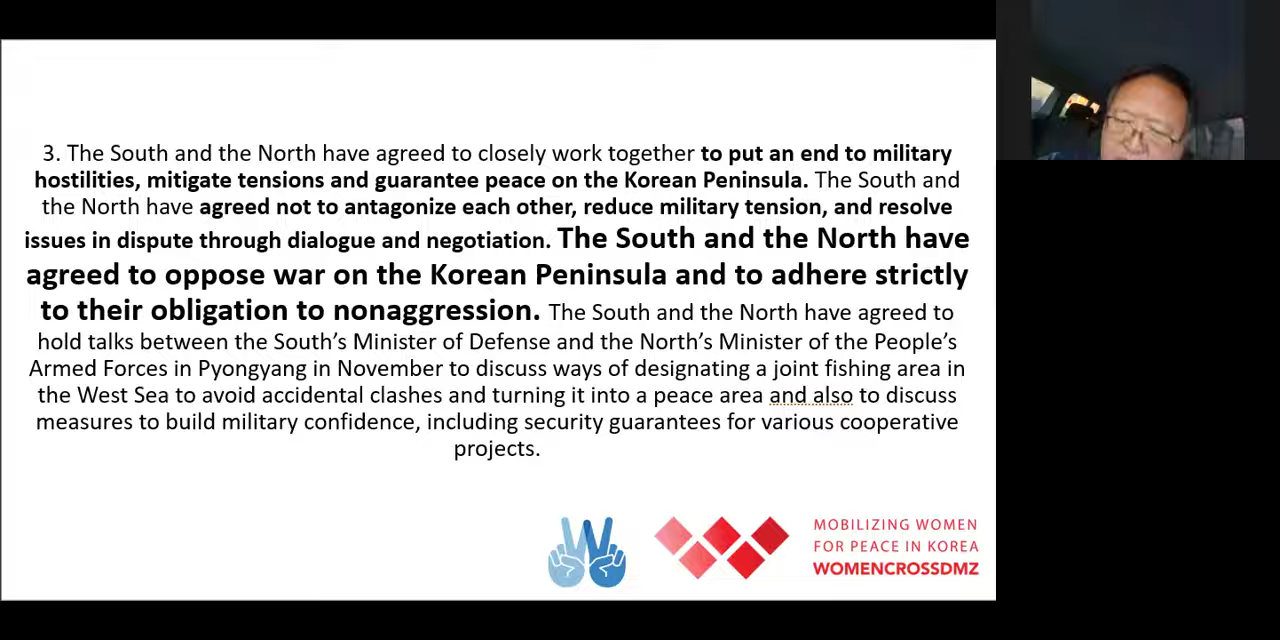 3. The South and the North have agreed to closely work together to put an end to military
hostilities, mitigate tensions and guarantee peace on the Korean Peninsula. The South and
the North have agreed not to antagonize each other, reduce military tension, and resolve
issues in dispute through dialogue and negotiation. The South and the North have
agreed to oppose war on the Korean Peninsula and to adhere strictly
to their obligation to nonaggression. The South and the North have agreed to
hold talks between the South’s Minister of Defense and the North’s Minister of the People’s
Armed Forces in Pyongyang in November to discuss ways of designating a joint fishing area in
the West Sea to avoid accidental clashes and turning it into a peace area and also to discuss
measures to build military confidence, including security guarantees for various cooperative
projects.
MOBILIZING WOMEN
FOR PEACE IN KOREA
WOMENCROSSDMZ